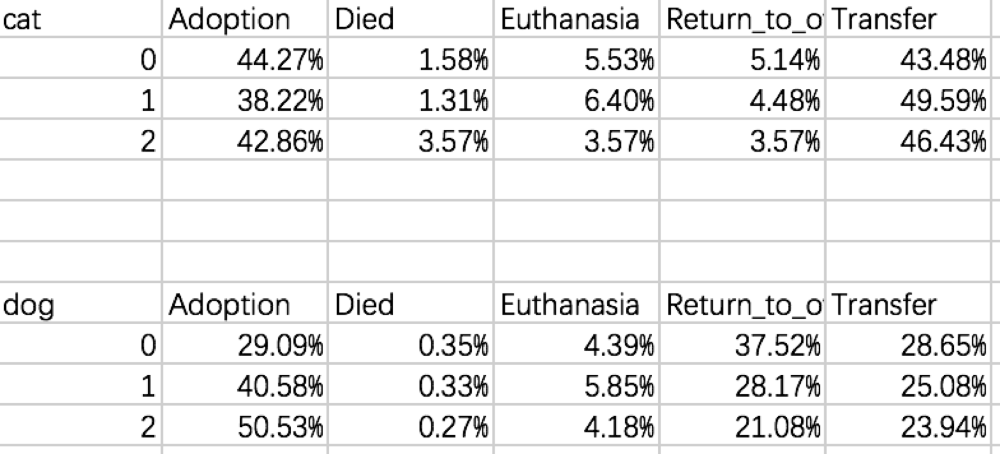 cat Adoption Died Euthanasia Return_to_o Transfer
0 44.27% 1.58% 5.53% 5.14% 43.48%
1 38.22% 1.31% 6.40% 4.48% 49.59%
2 42.86% 3.57% 3.57% 3.57% 46.43%
dog Adoption Died Euthanasia Return_to_o Transfer
0 29.09% 0.35% 4.39% 37.52% 28.65%
1 40.58% 0.33% 5.85% 28.17% 25.08%
2 50.53% 0.27% 4.18% 21.08% 23.94%